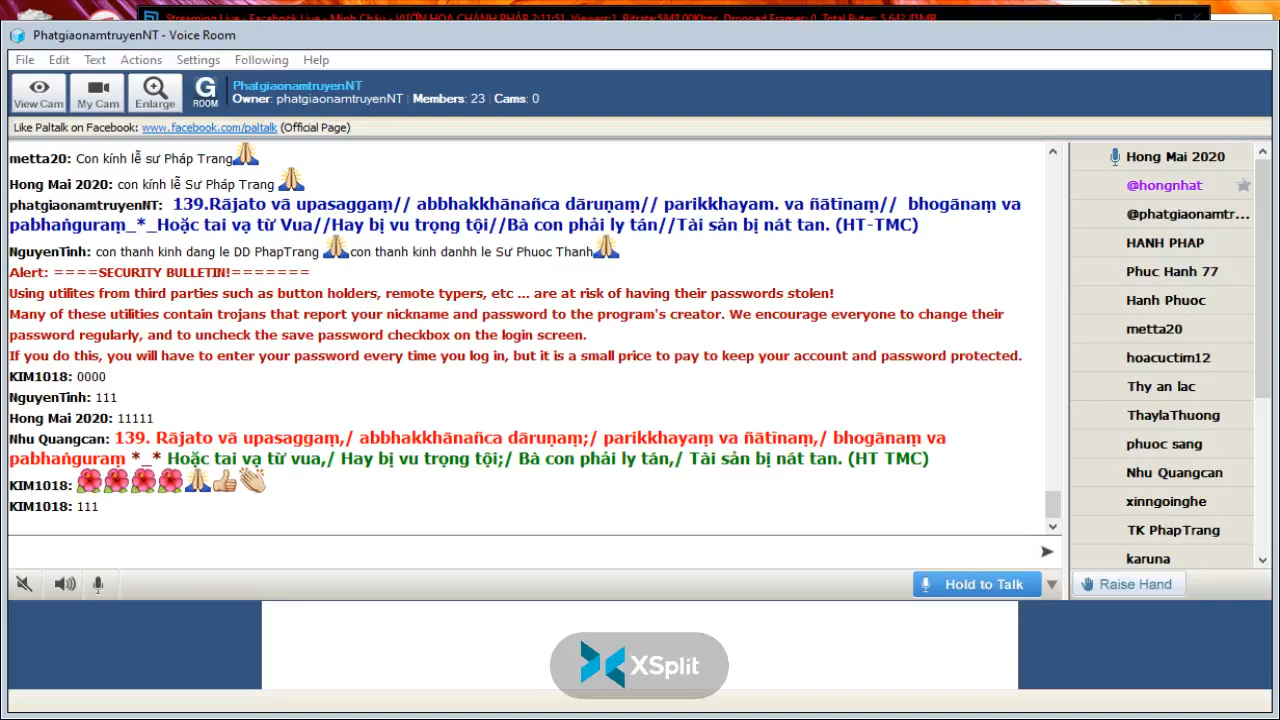 Streaming Live - Facebook Live - Minh Châu - VƯỜN HOA CHÁNH PHÁP 2:11:51, Viewers:1, Bitrate:5848.00Kbps, Dropped Frames: 0, Total Bytes: 5,642.45MB
PhatgiaonamtruyenNT - Voice Room
File Edit Text Actions Settings Following Help
View Cam
My Cam
Enlarge
G ROOM
PhatgiaonamtruyenNT
Owner: phatgiaonamtruyenNT | Members: 23 | Cams: 0
Like Paltalk on Facebook: www.facebook.com/paltalk (Official Page)
metta20: Con kính lễ sư Pháp Trang
Hong Mai 2020: con kính lễ Sư Pháp Trang
phatgiaonamtruyenNT: 139.Rājato vā upasaggaṃ// abbhakkhānañca dāruṇaṃ// parikkhayam. va ñātīnaṃ// bhogānaṃ va
pabhaṅguraṃ_*_Hoặc tai vạ từ Vua//Hay bị vu trọng tội//Bà con phải ly tán//Tài sản bị nát tan. (HT-TMC)
NguyenTinh: con thanh kinh dang le DD PhapTrang con thanh kinh danhh le Sư Phuoc Thanh
Alert: ====SECURITY BULLETIN!=======
Using utilites from third parties such as button holders, remote typers, etc ... are at risk of having their passwords stolen!
Many of these utilities contain trojans that report your nickname and password to the program's creator. We encourage everyone to change their
password regularly, and to uncheck the save password checkbox on the login screen.
If you do this, you will have to enter your password every time you log in, but it is a small price to pay to keep your account and password protected.
KIM1018: 0000
NguyenTinh: 111
Hong Mai 2020: 11111
Nhu Quangcan: 139. Rājato vā upasaggaṃ,/ abbhakkhānañca dāruṇaṃ;/ parikkhayaṃ va ñātīnaṃ,/ bhogānaṃ va
pabhaṅguraṃ *_* Hoặc tai vạ từ vua,/ Hay bị vu trọng tội;/ Bà con phải ly tán,/ Tài sản bị nát tan. (HT TMC)
KIM1018:
KIM1018: 111
Hold to Talk
Hong Mai 2020
@hongnhat
@phatgiaonamtr...
HANH PHAP
Phuc Hanh 77
Hanh Phuoc
metta20
hoacuctim12
Thy an lac
ThaylaThuong
phuoc sang
Nhu Quangcan
xinngoinghe
TK PhapTrang
karuna
Raise Hand
XSplit